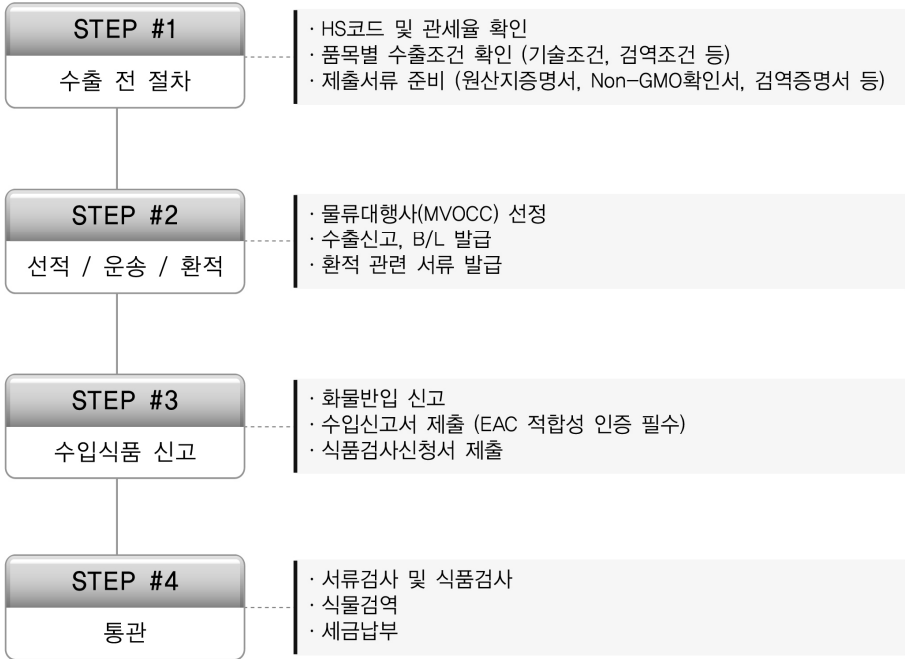 STEP #1
수출 전 절차
· HS코드 및 관세율 확인
· 품목별 수출조건 확인 (기술조건, 검역조건 등)
· 제출서류 준비 (원산지증명서, Non-GMO확인서, 검역증명서 등)
STEP #2
선적 / 운송 / 환적
· 물류대행사(MVOCC) 선정
· 수출신고, B/L 발급
· 환적 관련 서류 발급
STEP #3
수입식품 신고
· 화물반입 신고
· 수입신고서 제출 (EAC 적합성 인증 필수)
· 식품검사신청서 제출
STEP #4
통관
· 서류검사 및 식품검사
· 식물검역
· 세금납부